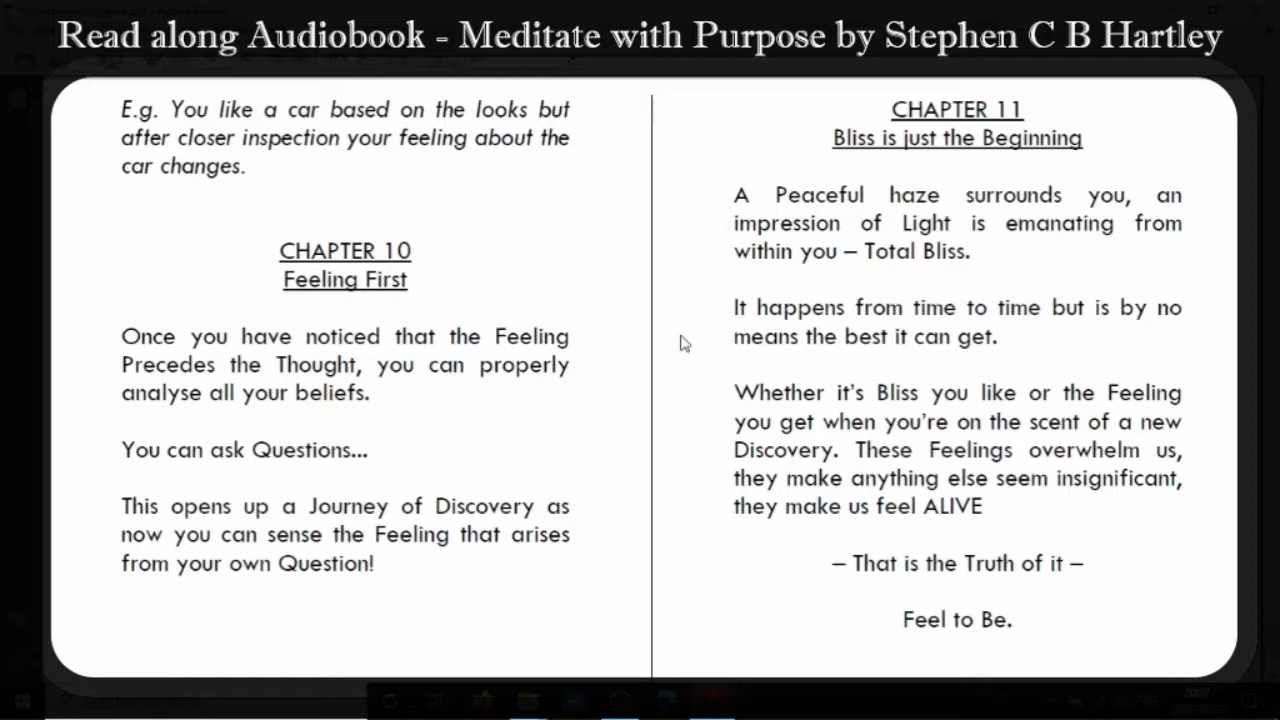 Read along Audiobook - Meditate with Purpose by Stephen C B Hartley
E.g. You like a car based on the looks but
after closer inspection your feeling about the
car changes.
CHAPTER 10
Feeling First
Once you have noticed that the Feeling
Precedes the Thought, you can properly
analyse all your beliefs.
You can ask Questions...
This opens up a Journey of Discovery as
now you can sense the Feeling that arises
from your own Question!
CHAPTER 11
Bliss is just the Beginning
A Peaceful haze surrounds you, an
impression of Light is emanating from
within you – Total Bliss.
It happens from time to time but is by no
means the best it can get.
Whether it's Bliss you like or the Feeling
you get when you're on the scent of a new
Discovery. These Feelings overwhelm us,
they make anything else seem insignificant,
they make us feel ALIVE
– That is the Truth of it –
Feel to Be.